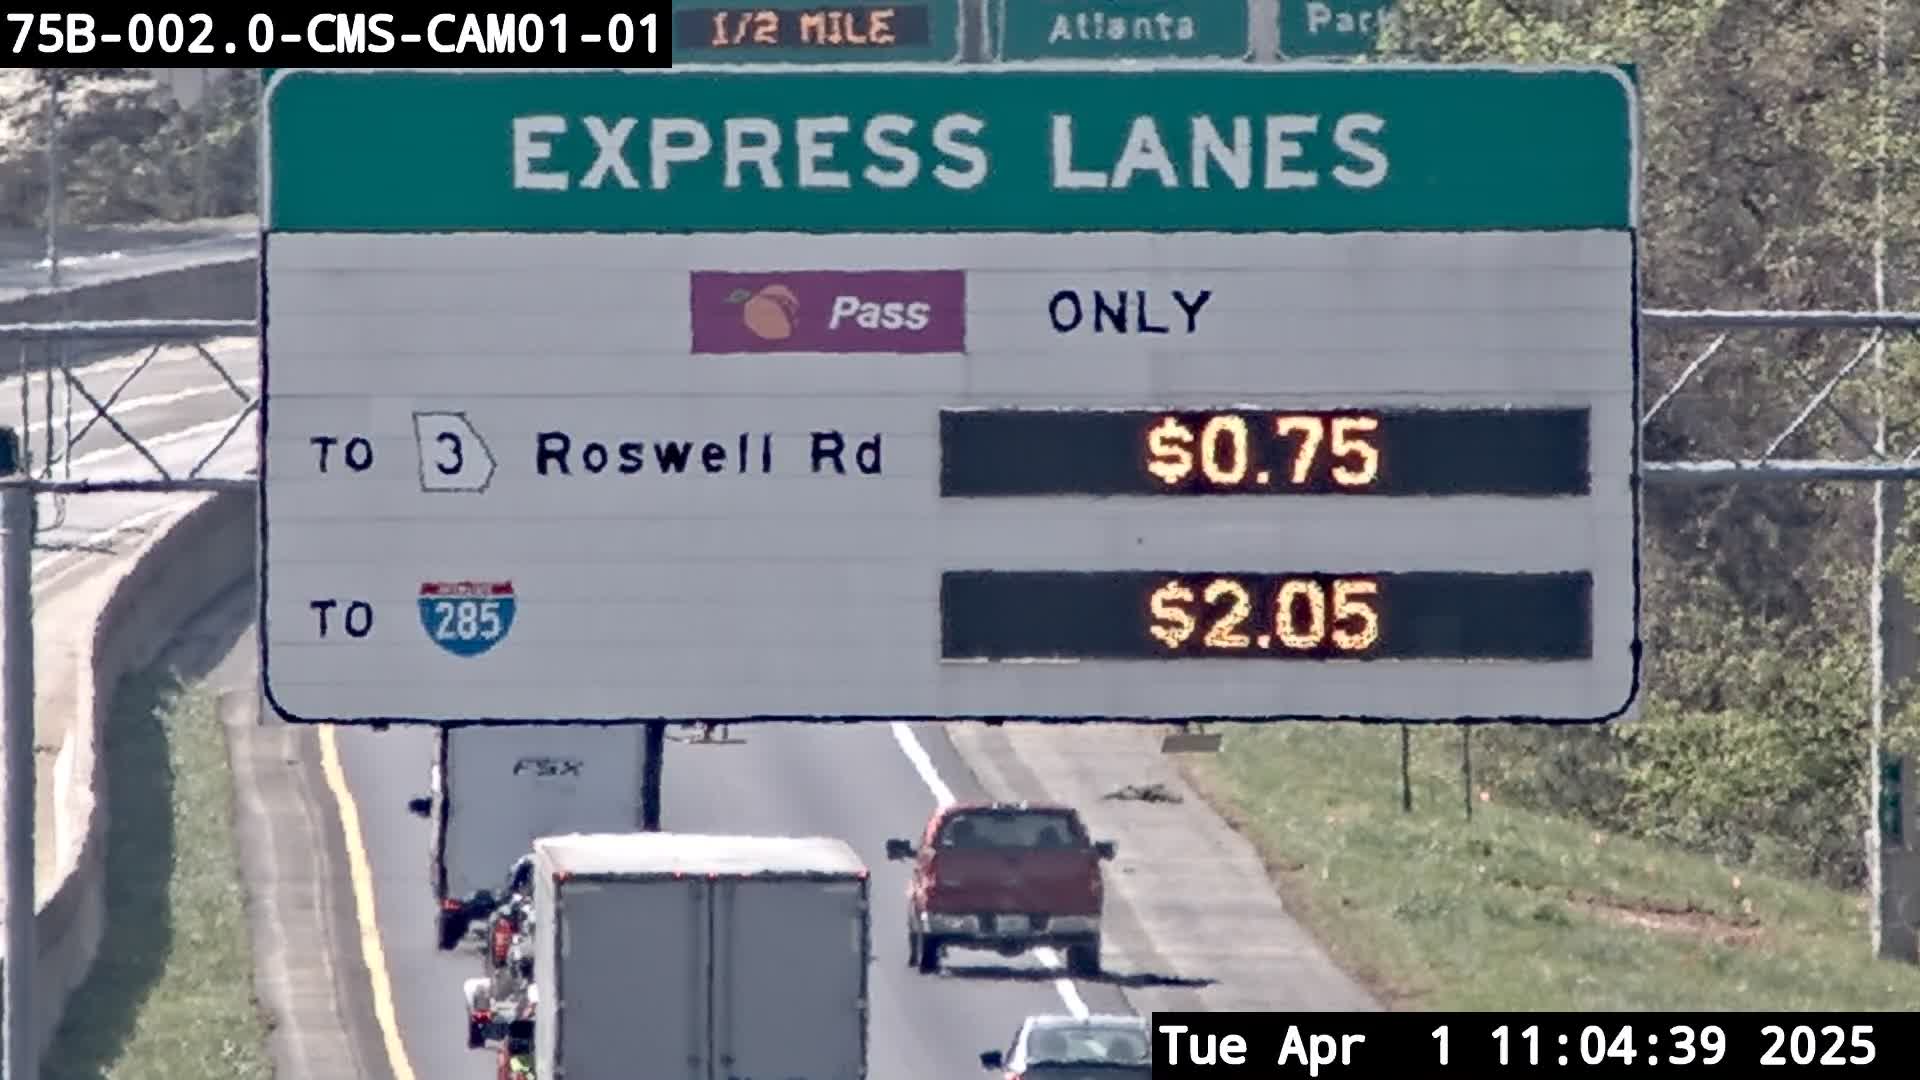 75B-002.0-CMS-CAM01-01
1/2 MILE
Atlanta
Park
EXPRESS LANES
Pass ONLY
TO 3 Roswell Rd $0.75
TO 285 $2.05
Tue Apr 1 11:04:39 2025